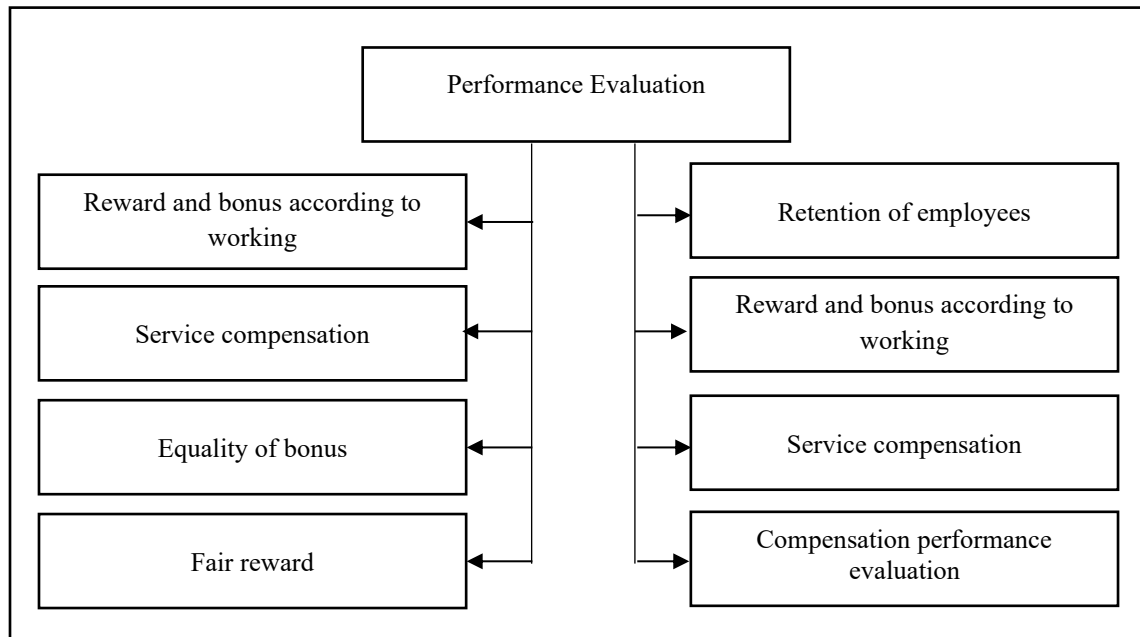 Performance Evaluation
Reward and bonus according to
working
Service compensation
Equality of bonus
Fair reward
Retention of employees
Reward and bonus according to
working
Service compensation
Compensation performance
evaluation